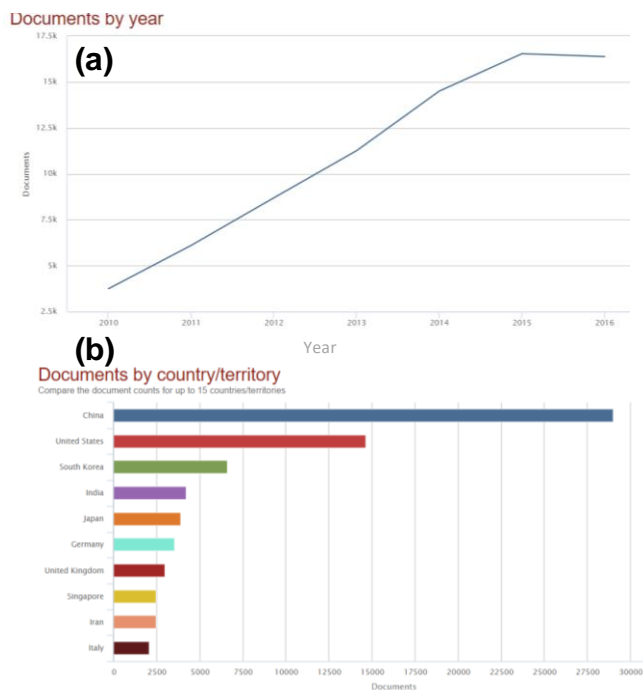 Documents by year
(a)
17.5k
15k
12.5k
10k
7.5k
5k
2.5k
Documents
2010 2011 2012 2013 2014 2015 2016
Year
(b)
Documents by country/territory
Compare the document counts for up to 15 countries/territories
China
United States
South Korea
India
Japan
Germany
United Kingdom
Singapore
Iran
Italy
0 2500 5000 7500 10000 12500 15000 17500 20000 22500 25000 27500 30000
Documents